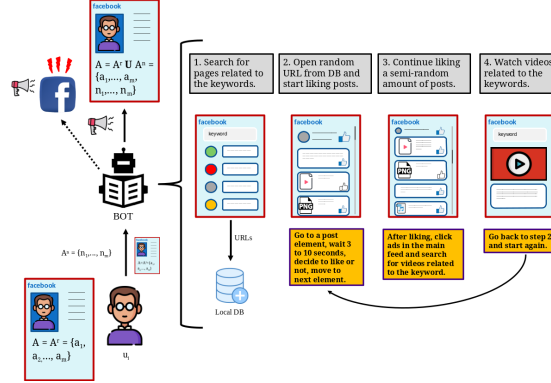 facebook
A = Aʳ U Aⁿ =
{a₁,..., aₘ,
n₁,..., nₘ}
f
BOT
Aⁿ = {n₁,..., nₘ}
facebook
A = Aʳ = {a₁,
a₂,..., aₘ}
uᵢ
1. Search for
pages related to
the keywords.
2. Open random
URL from DB and
start liking posts.
3. Continue liking
a semi-random
amount of posts.
4. Watch videos
related to the
keywords.
facebook
keyword
URLs
Local DB
facebook
PNG
PNG
Go to a post
element, wait 3
to 10 seconds,
decide to like or
not, move to
next element.
facebook
PNG
After liking, click
ads in the main
feed and search
for videos related
to the keyword.
facebook
keyword
Go back to step 2
and start again.